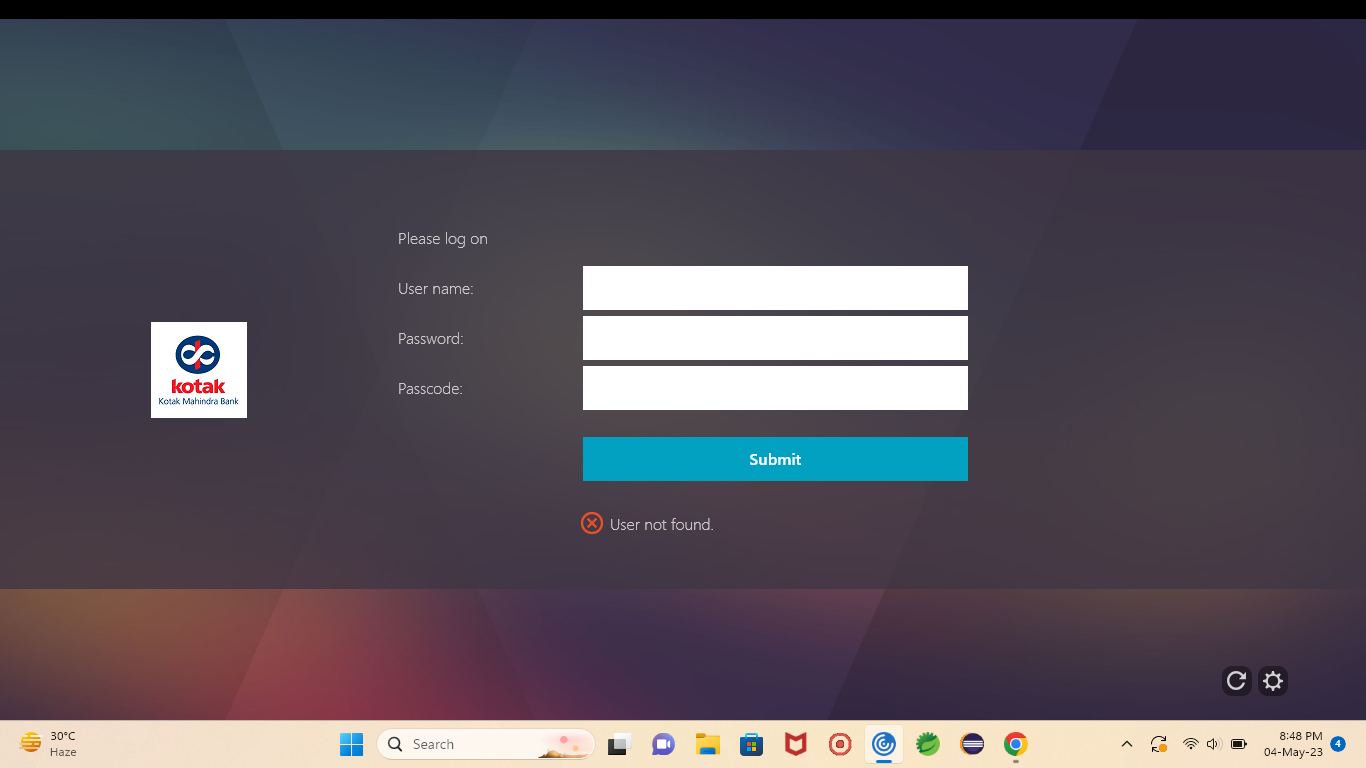 Please log on
User name:
Password:
Passcode:
kotak
Kotak Mahindra Bank
Submit
User not found.
30°C
Haze
Search
8:48 PM
04-May-23
4